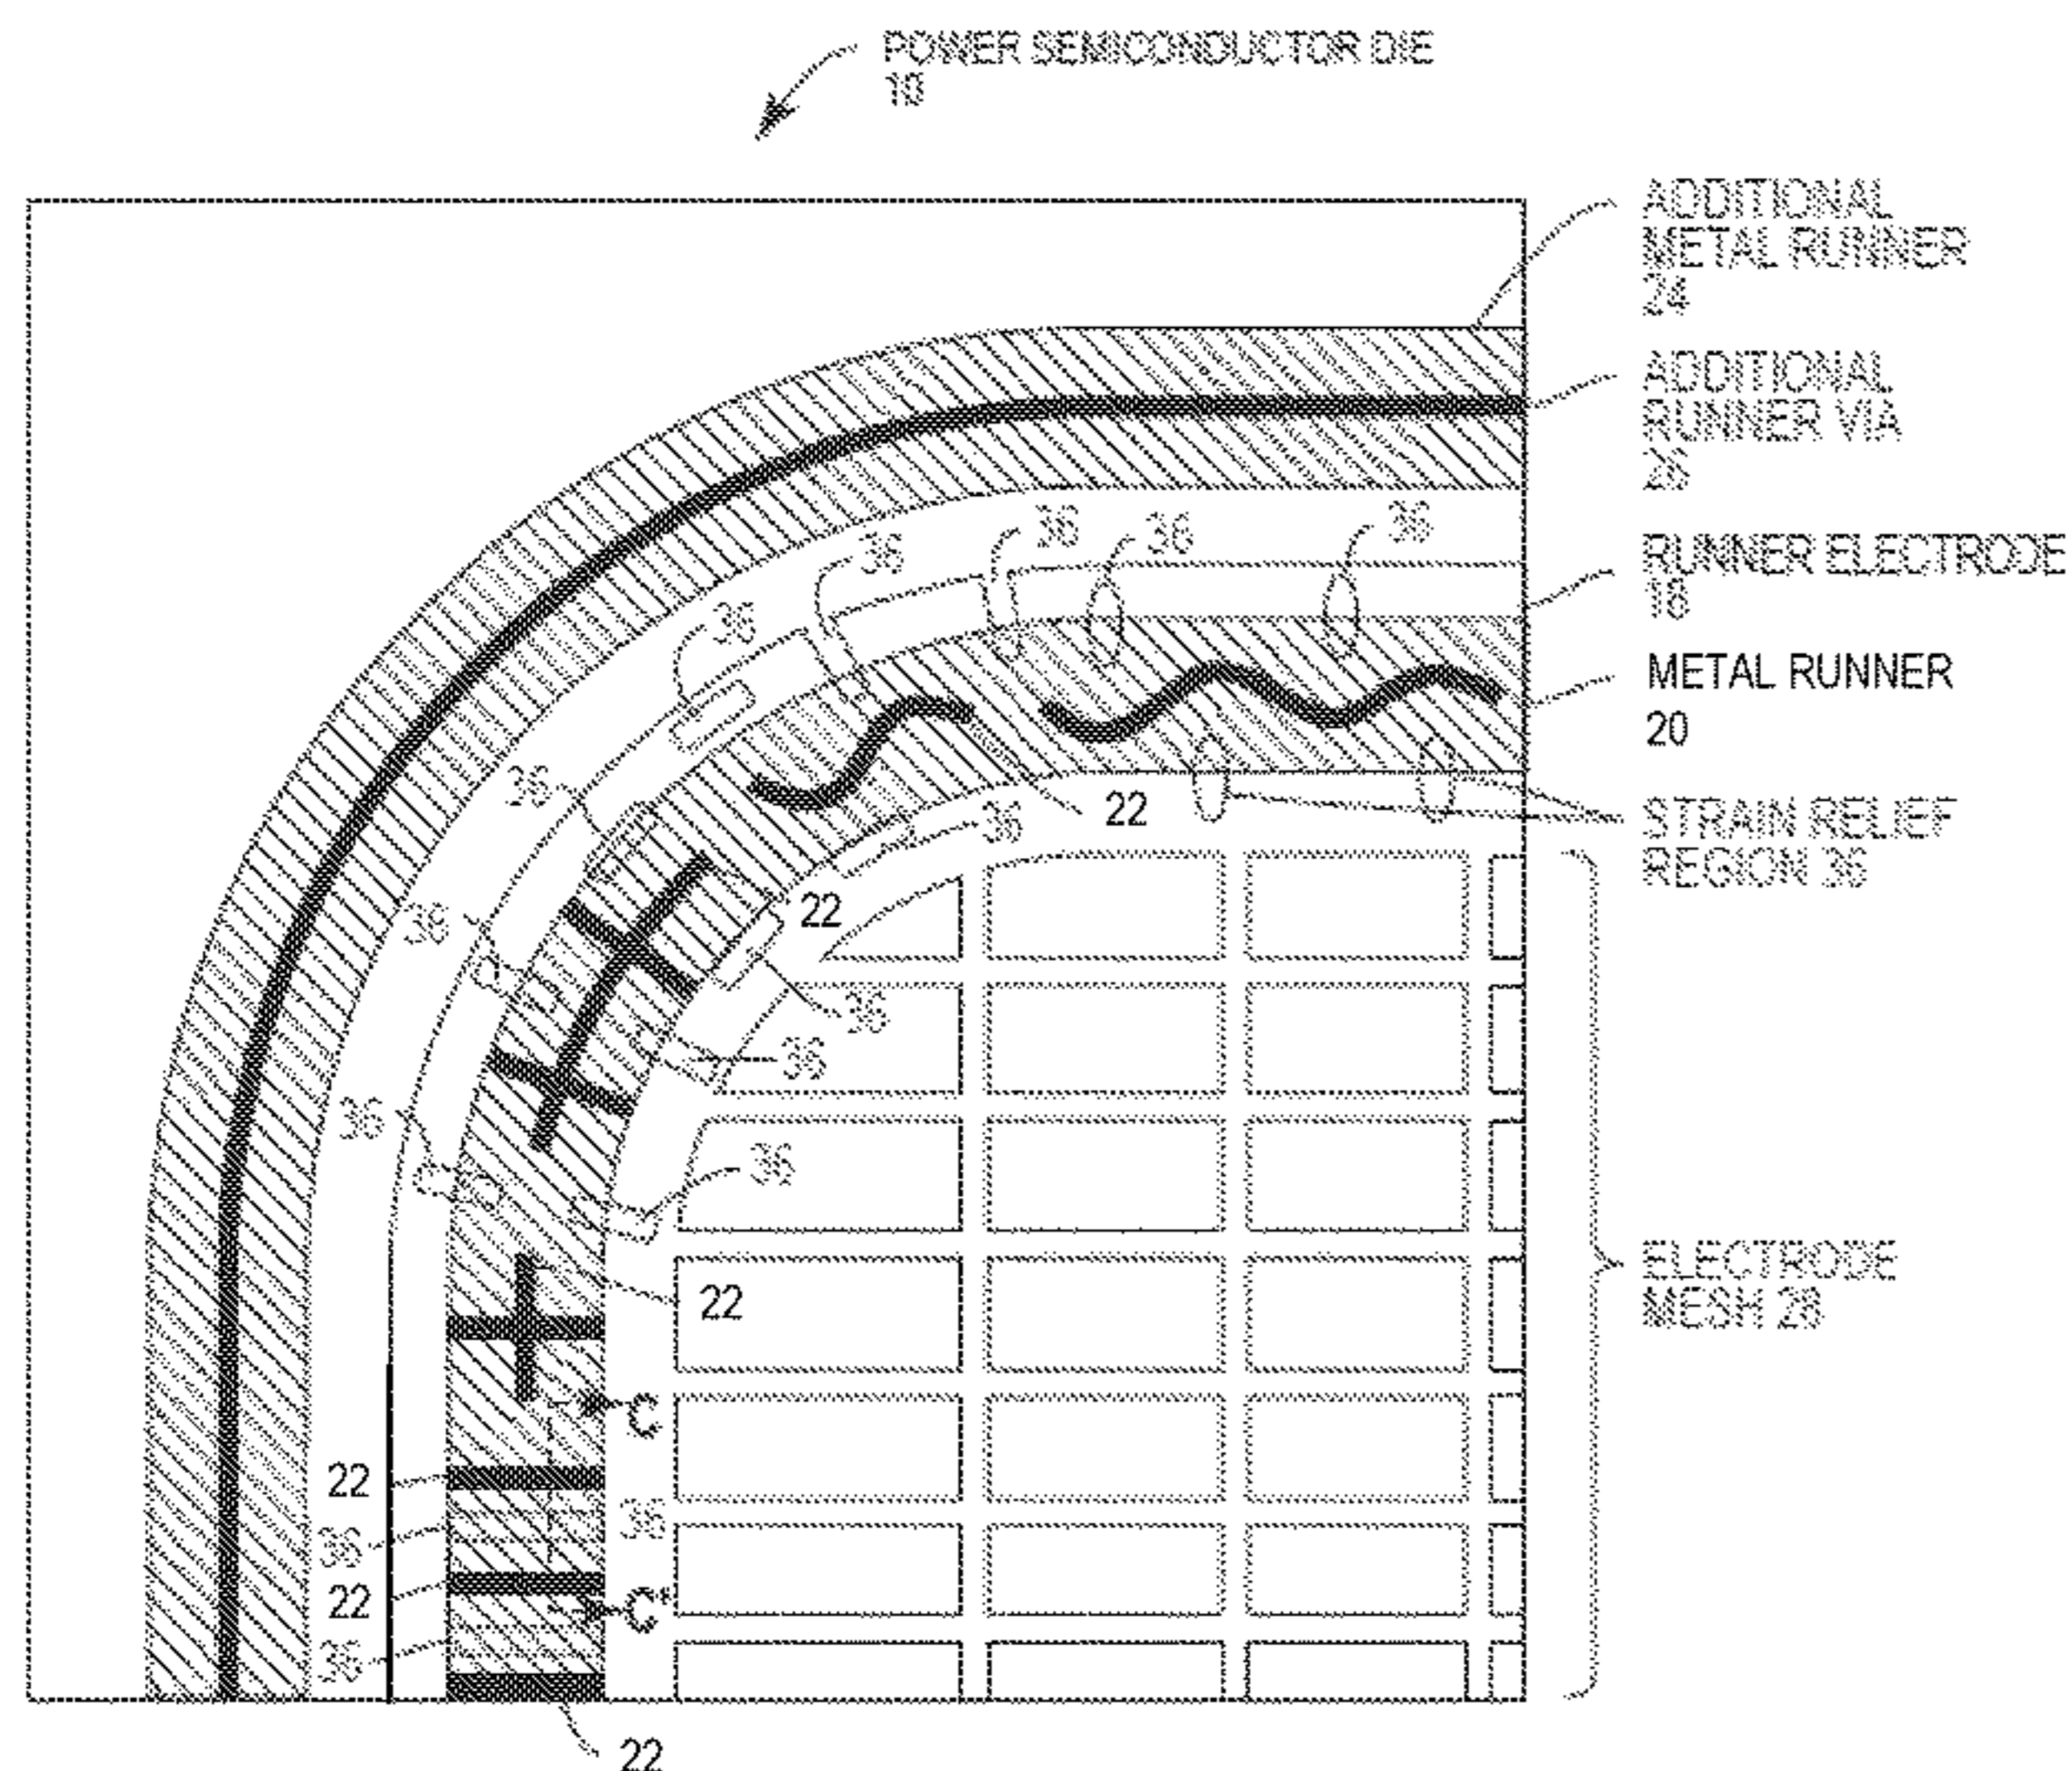 POWER SEMICONDUCTOR DIE
10
ADDITIONAL
METAL RUNNER
24
ADDITIONAL
RUNNER VIA
26
36
36
36
36
RUNNER ELECTRODE
18
36
METAL RUNNER
20
36
22
36
STRAIN RELIEF
REGION 36
22
36
36
36
36
36
ELECTRODE
MESH 28
22
C
22
36
36
22
C'
36
22